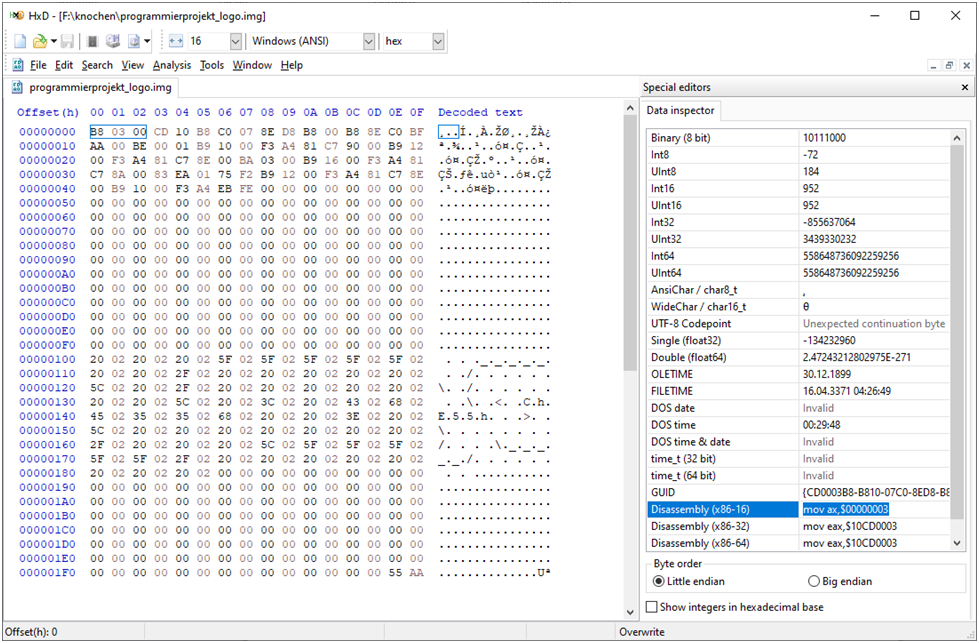 HxD - [F:\knochen\programmierprojekt_logo.img]
16 Windows (ANSI) hex
File Edit Search View Analysis Tools Window Help
programmierprojekt_logo.img
Offset(h) 00 01 02 03 04 05 06 07 08 09 0A 0B 0C 0D 0E 0F Decoded text
00000000 B8 03 00 CD 10 B8 C0 07 8E D8 B8 00 B8 8E C0 BF ¸..Í.¸À.ŽØ¸.¸ŽÀ¿
00000010 AA 00 BE 00 01 B9 10 00 F3 A4 81 C7 90 00 B9 12 ª.¾..¹..ó¤.Ç..¹.
00000020 00 F3 A4 81 C7 8E 00 BA 03 00 B9 16 00 F3 A4 81 .ó¤.ÇŽ.º..¹..ó¤.
00000030 C7 8A 00 83 EA 01 75 F2 B9 12 00 F3 A4 81 C7 8E ÇŠ.ƒê.uò¹..ó¤.ÇŽ
00000040 00 B9 10 00 F3 A4 EB FE 00 00 00 00 00 00 00 00 .¹..ó¤ëþ........
00000050 00 00 00 00 00 00 00 00 00 00 00 00 00 00 00 00 ................
00000060 00 00 00 00 00 00 00 00 00 00 00 00 00 00 00 00 ................
00000070 00 00 00 00 00 00 00 00 00 00 00 00 00 00 00 00 ................
00000080 00 00 00 00 00 00 00 00 00 00 00 00 00 00 00 00 ................
00000090 00 00 00 00 00 00 00 00 00 00 00 00 00 00 00 00 ................
000000A0 00 00 00 00 00 00 00 00 00 00 00 00 00 00 00 00 ................
000000B0 00 00 00 00 00 00 00 00 00 00 00 00 00 00 00 00 ................
000000C0 00 00 00 00 00 00 00 00 00 00 00 00 00 00 00 00 ................
000000D0 00 00 00 00 00 00 00 00 00 00 00 00 00 00 00 00 ................
000000E0 00 00 00 00 00 00 00 00 00 00 00 00 00 00 00 00 ................
000000F0 00 00 00 00 00 00 00 00 00 00 00 00 00 00 00 00 ................
00000100 20 02 20 02 20 02 5F 02 5F 02 5F 02 5F 02 5F 02  . . ._._._._._.
00000110 20 02 20 02 2F 02 20 02 20 02 20 02 20 02 20 02  . ./. . . . . .
00000120 5C 02 20 02 2F 02 20 02 20 02 20 02 20 02 20 02 \. ./. . . . . .
00000130 20 02 20 02 5C 02 20 02 3C 02 20 02 43 02 68 02  . .\. .<. .C.h.
00000140 45 02 35 02 35 02 68 02 20 02 20 02 3E 02 20 02 E.5.5.h. . .>. .
00000150 5C 02 20 02 20 02 20 02 20 02 20 02 20 02 20 02 \. . . . . . . .
00000160 2F 02 20 02 20 02 20 02 5C 02 5F 02 5F 02 5F 02 /. . . .\._._._.
00000170 5F 02 5F 02 2F 02 20 02 20 02 20 02 20 02 20 02 _._./. . . . . .
00000180 20 02 20 02 20 02 00 00 00 00 00 00 00 00 00 00  . . ...........
00000190 00 00 00 00 00 00 00 00 00 00 00 00 00 00 00 00 ................
000001A0 00 00 00 00 00 00 00 00 00 00 00 00 00 00 00 00 ................
000001B0 00 00 00 00 00 00 00 00 00 00 00 00 00 00 00 00 ................
000001C0 00 00 00 00 00 00 00 00 00 00 00 00 00 00 00 00 ................
000001D0 00 00 00 00 00 00 00 00 00 00 00 00 00 00 00 00 ................
000001E0 00 00 00 00 00 00 00 00 00 00 00 00 00 00 00 00 ................
000001F0 00 00 00 00 00 00 00 00 00 00 00 00 00 00 55 AA ..............Uª
Special editors
Data inspector
Binary (8 bit) 10111000
Int8 -72
UInt8 184
Int16 952
UInt16 952
Int32 -855637064
UInt32 3439330232
Int64 558648736092259256
UInt64 558648736092259256
AnsiChar / char8_t ¸
WideChar / char16_t θ
UTF-8 Codepoint Unexpected continuation byte
Single (float32) -134232960
Double (float64) 2.47243212802975E-271
OLETIME 30.12.1899
FILETIME 16.04.3371 04:26:49
DOS date Invalid
DOS time 00:29:48
DOS time & date Invalid
time_t (32 bit) Invalid
time_t (64 bit) Invalid
GUID {CD0003B8-B810-07C0-8ED8-B8
Disassembly (x86-16) mov ax,$00000003
Disassembly (x86-32) mov eax,$10CD0003
Disassembly (x86-64) mov eax,$10CD0003
Byte order
Little endian Big endian
Show integers in hexadecimal base
Offset(h): 0 Overwrite